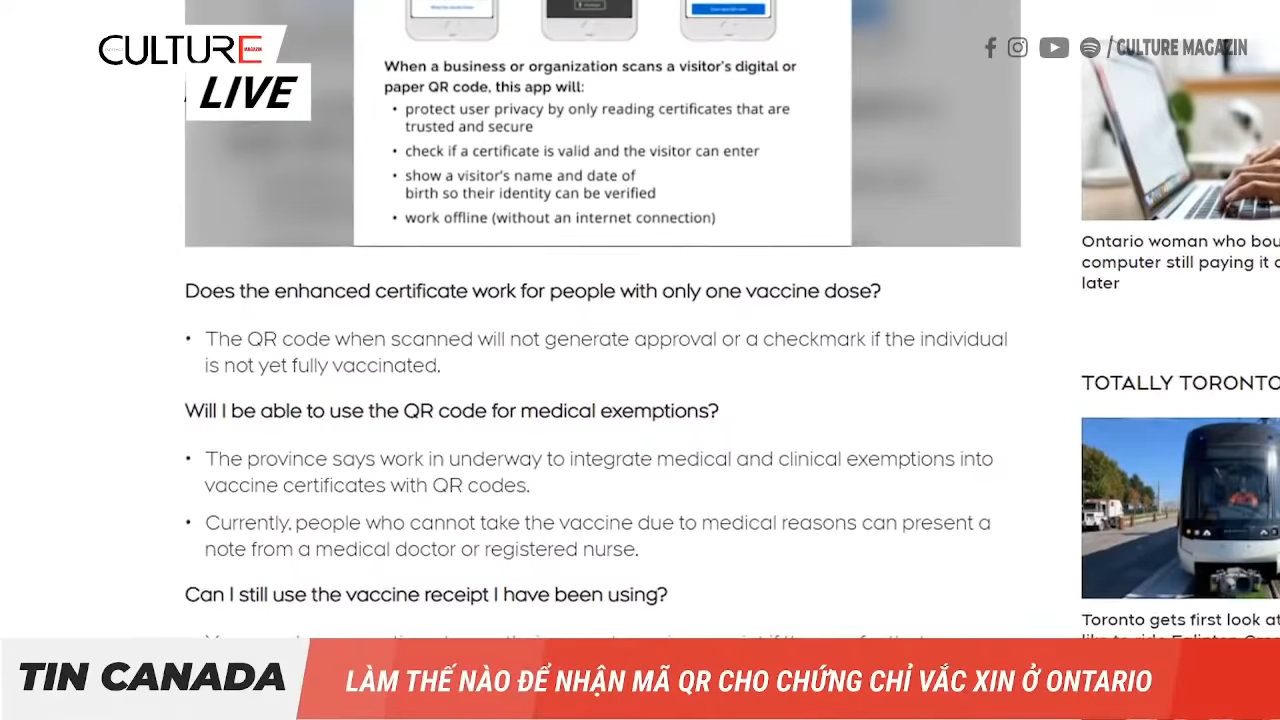 CULTURE
LIVE
/ CULTURE MAGAZIN
When a business or organization scans a visitor's digital or
paper QR code, this app will:
• protect user privacy by only reading certificates that are
trusted and secure
• check if a certificate is valid and the visitor can enter
• show a visitor's name and date of
birth so their identity can be verified
• work offline (without an internet connection)
Does the enhanced certificate work for people with only one vaccine dose?
• The QR code when scanned will not generate approval or a checkmark if the individual
is not yet fully vaccinated.
Will I be able to use the QR code for medical exemptions?
• The province says work in underway to integrate medical and clinical exemptions into
vaccine certificates with QR codes.
• Currently, people who cannot take the vaccine due to medical reasons can present a
note from a medical doctor or registered nurse.
Can I still use the vaccine receipt I have been using?
Ontario woman who bou
computer still paying it
later
TOTALLY TORONTO
Toronto gets first look at
TIN CANADA
LÀM THẾ NÀO ĐỂ NHẬN MÃ QR CHO CHỨNG CHỈ VẮC XIN Ở ONTARIO